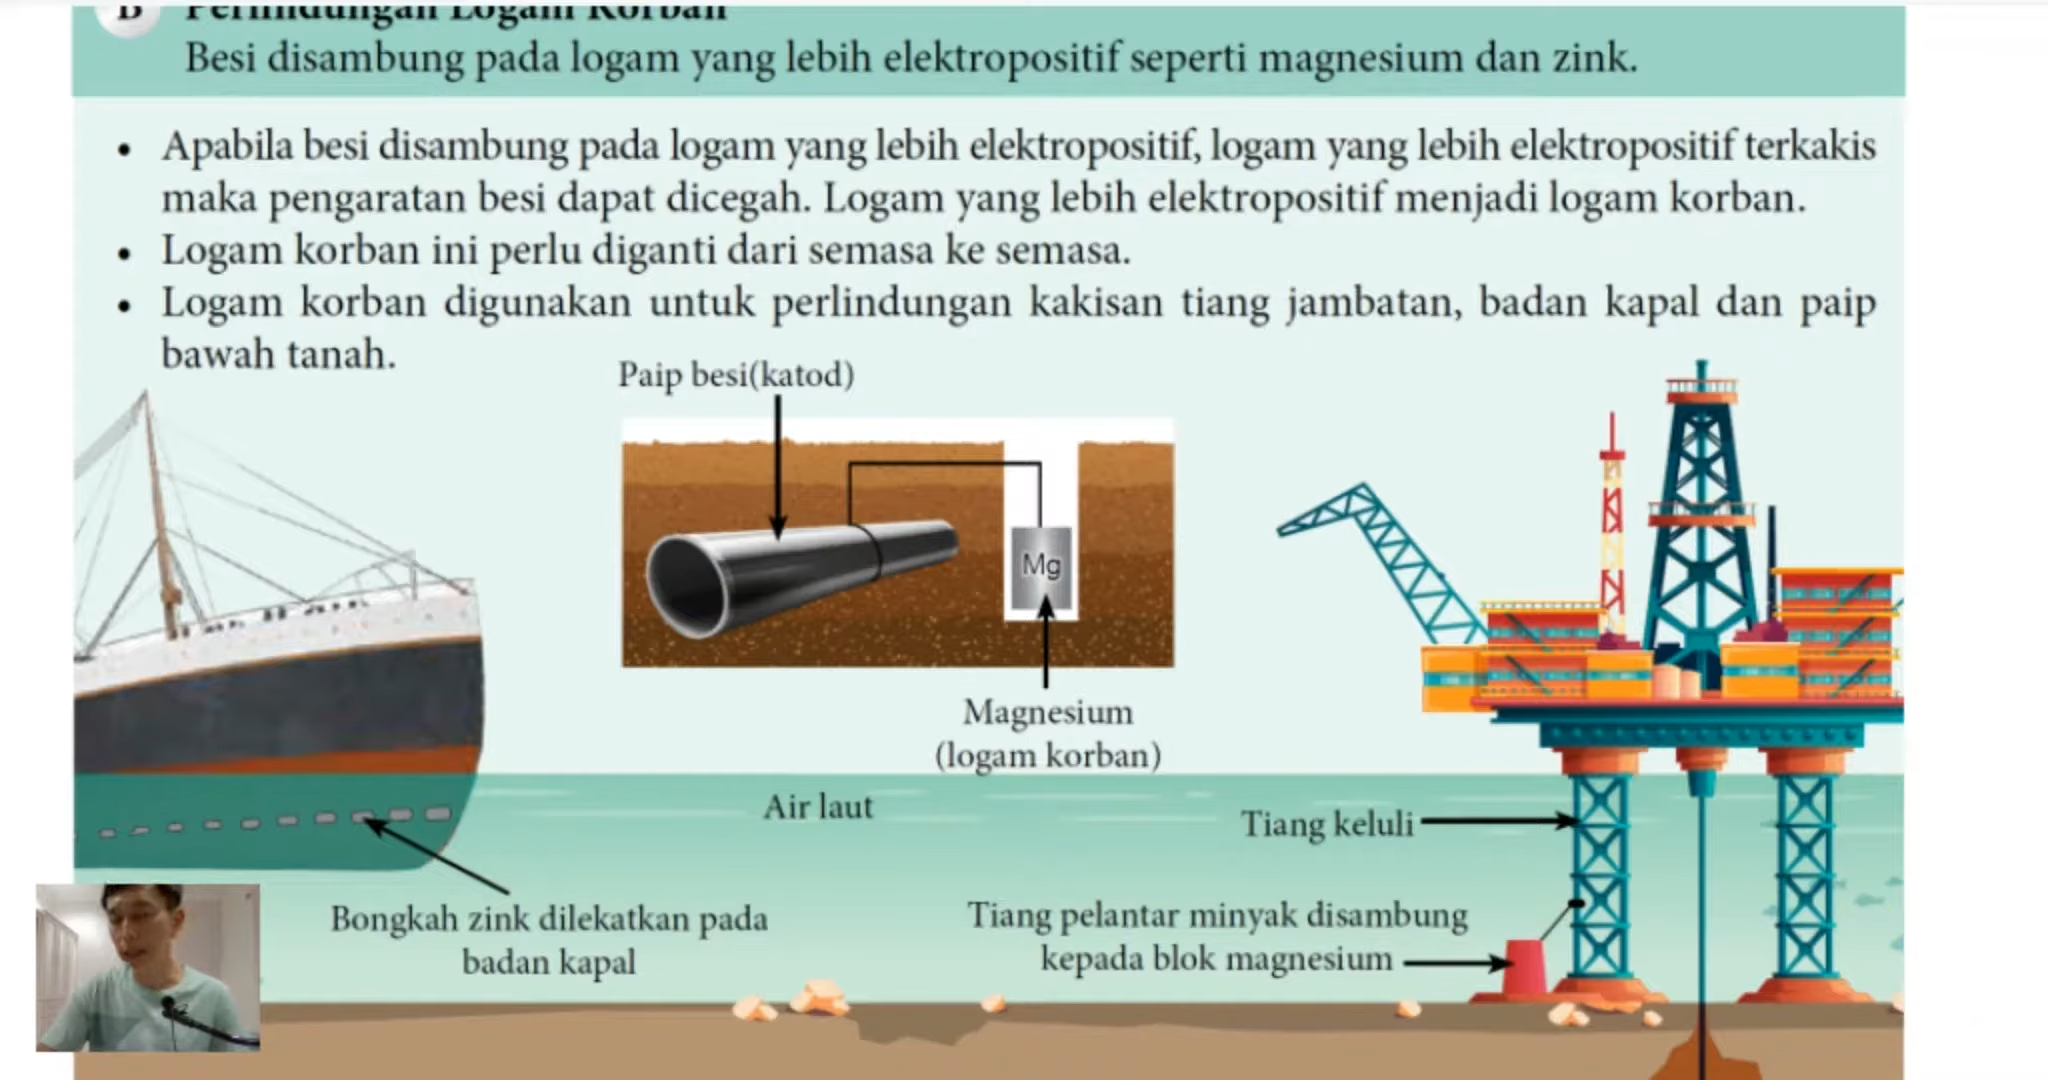 B Perlindungan Logam Korban
Besi disambung pada logam yang lebih elektropositif seperti magnesium dan zink.
• Apabila besi disambung pada logam yang lebih elektropositif, logam yang lebih elektropositif terkakis
maka pengaratan besi dapat dicegah. Logam yang lebih elektropositif menjadi logam korban.
• Logam korban ini perlu diganti dari semasa ke semasa.
• Logam korban digunakan untuk perlindungan kakisan tiang jambatan, badan kapal dan paip
bawah tanah.
Paip besi(katod)
Mg
Magnesium
(logam korban)
Air laut
Tiang keluli
Bongkah zink dilekatkan pada
badan kapal
Tiang pelantar minyak disambung
kepada blok magnesium